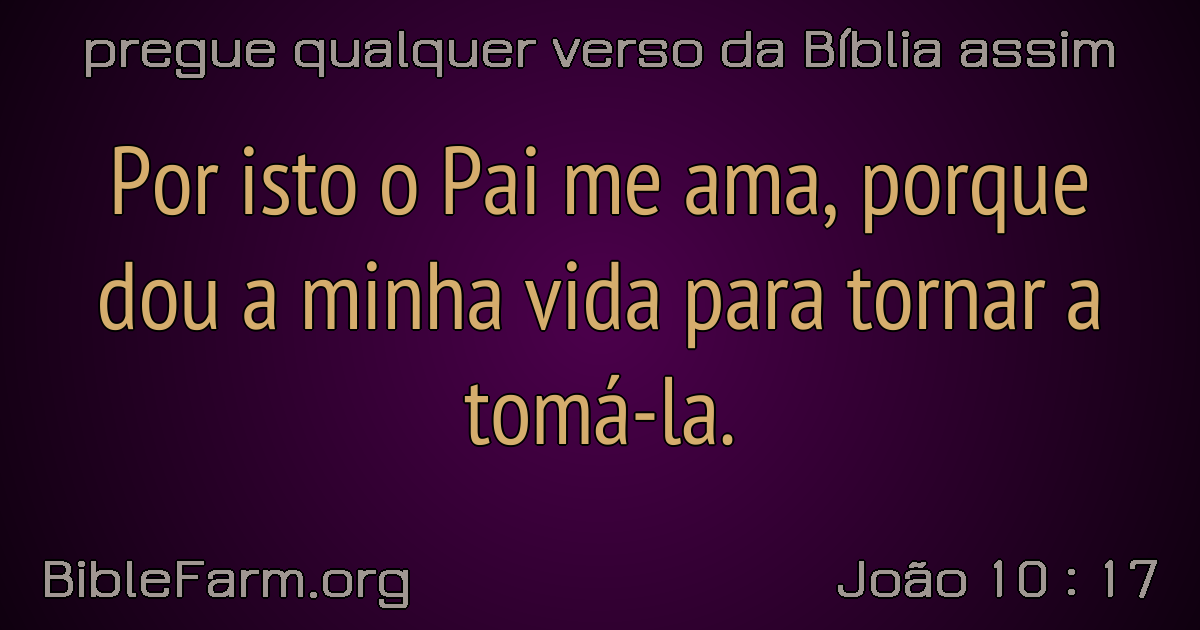 pregue qualquer verso da Bíblia assim
Por isto o Pai me ama, porque
dou a minha vida para tornar a
tomá-la.
BibleFarm.org
João 10 : 17